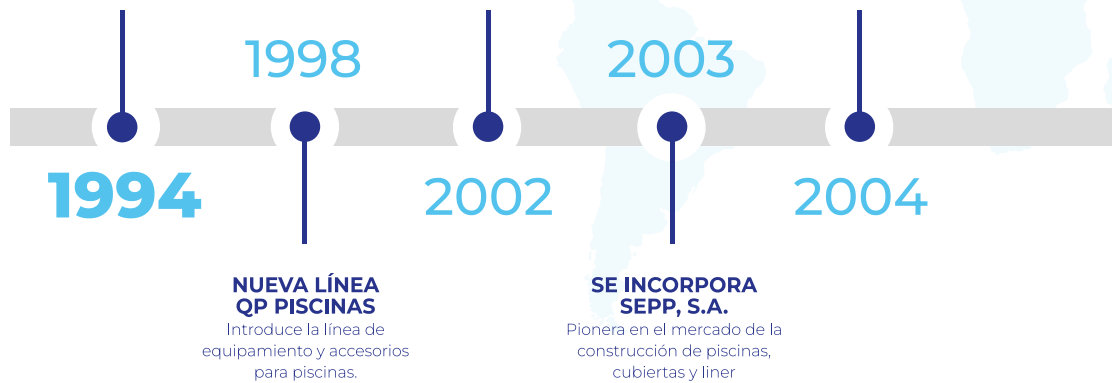 1998
2003
1994
2002
2004
NUEVA LÍNEA
QP PISCINAS
Introduce la línea de
equipamiento y accesorios
para piscinas.
SE INCORPORA
SEPP, S.A.
Pionera en el mercado de la
construcción de piscinas,
cubiertas y liner